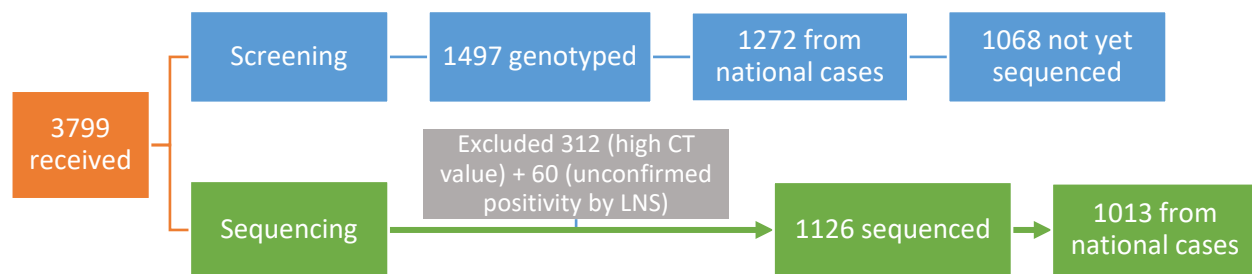 3799
received
Screening
1497 genotyped
1272 from
national cases
1068 not yet
sequenced
Excluded 312 (high CT
value) + 60 (unconfirmed
positivity by LNS)
Sequencing
1126 sequenced
1013 from
national cases